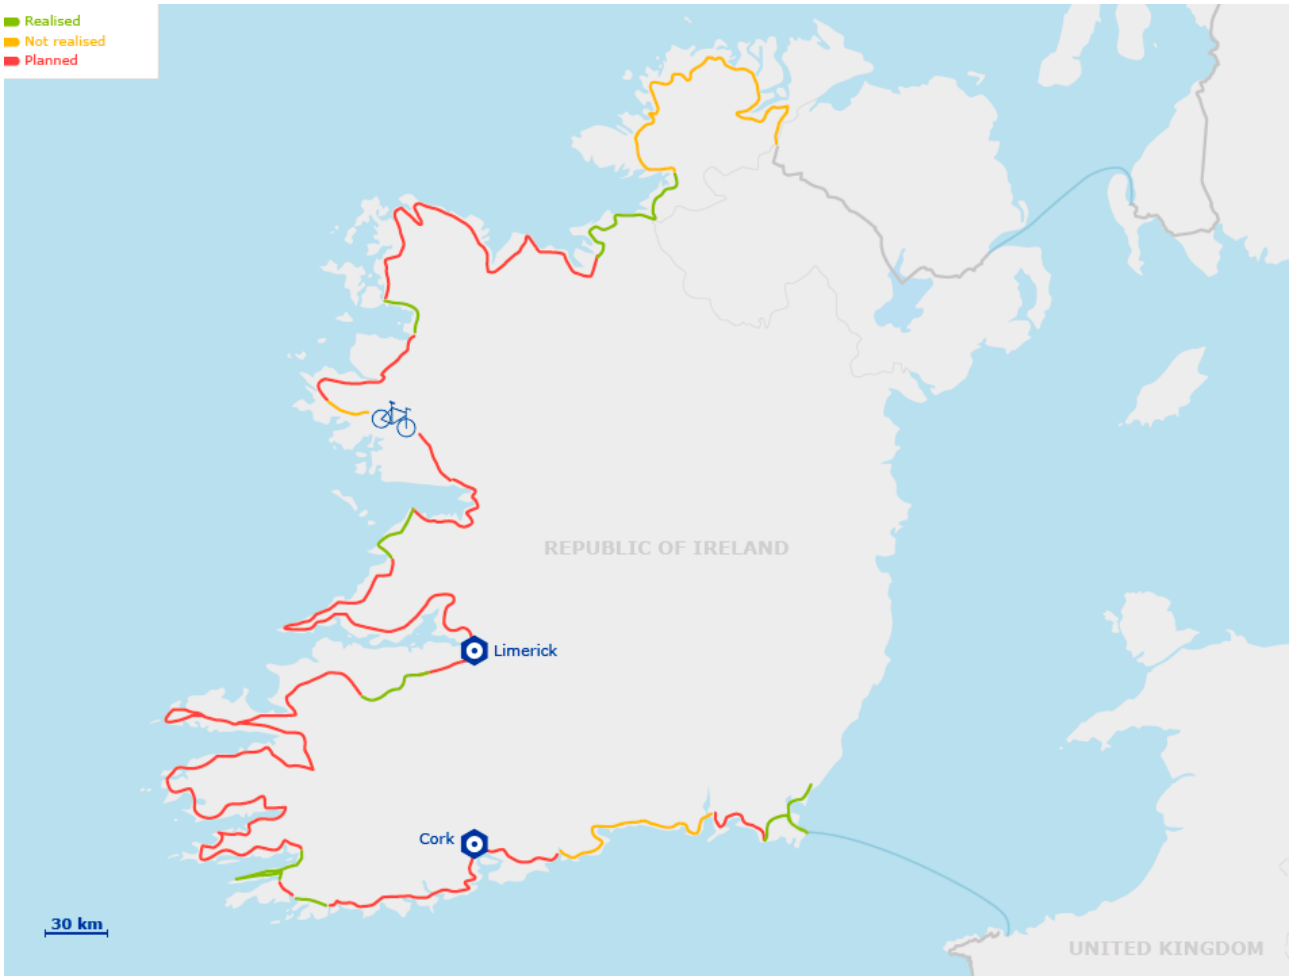 Realised
Not realised
Planned
REPUBLIC OF IRELAND
Limerick
Cork
30 km
UNITED KINGDOM